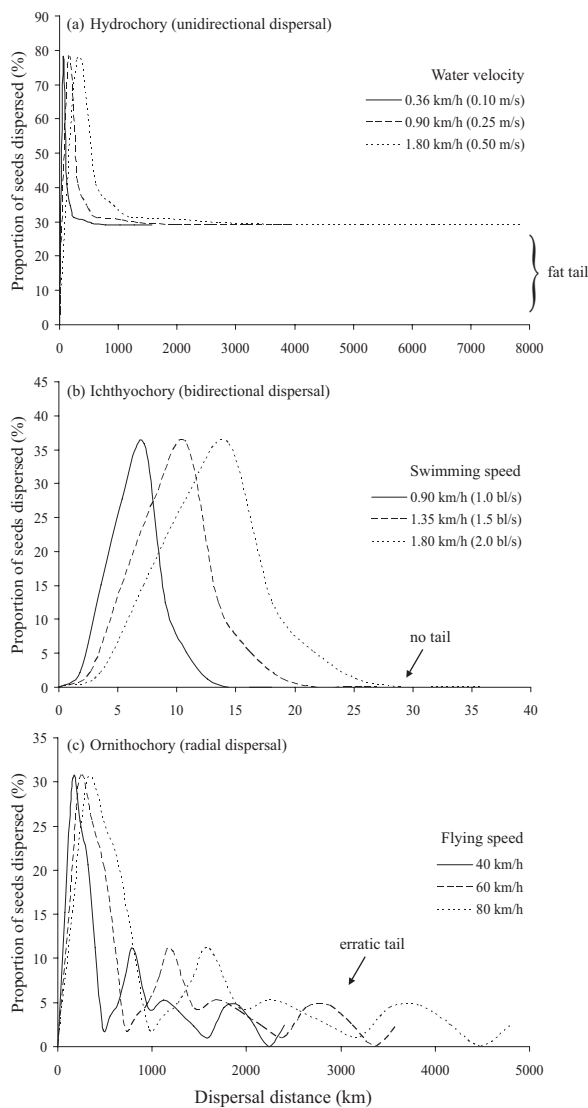 (a) Hydrochory (unidirectional dispersal)
90
80
70
60
50
40
30
20
10
0
Proportion of seeds dispersed (%)
Water velocity
0.36 km/h (0.10 m/s)
0.90 km/h (0.25 m/s)
1.80 km/h (0.50 m/s)
} fat tail
0 1000 2000 3000 4000 5000 6000 7000 8000
(b) Ichthyochory (bidirectional dispersal)
45
40
35
30
25
20
15
10
5
0
Proportion of seeds dispersed (%)
Swimming speed
0.90 km/h (1.0 bl/s)
1.35 km/h (1.5 bl/s)
1.80 km/h (2.0 bl/s)
no tail
0 5 10 15 20 25 30 35 40
(c) Ornithochory (radial dispersal)
35
30
25
20
15
10
5
0
Proportion of seeds dispersed (%)
Flying speed
40 km/h
60 km/h
80 km/h
erratic tail
0 1000 2000 3000 4000 5000
Dispersal distance (km)